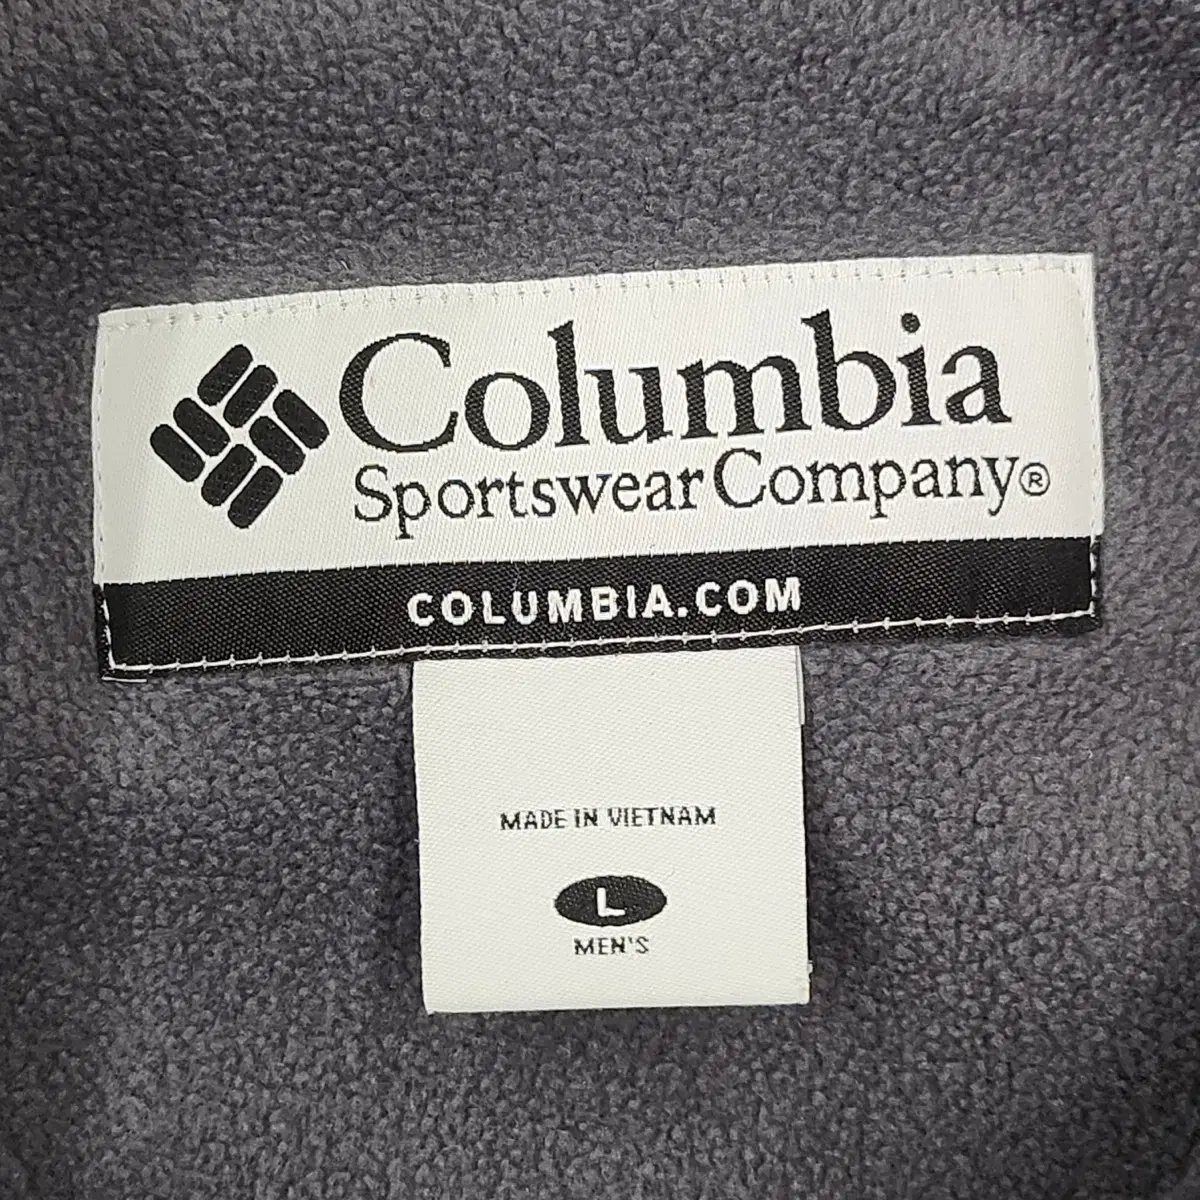 Columbia
Sportswear Company®
COLUMBIA.COM
MADE IN VIETNAM
L
MEN'S